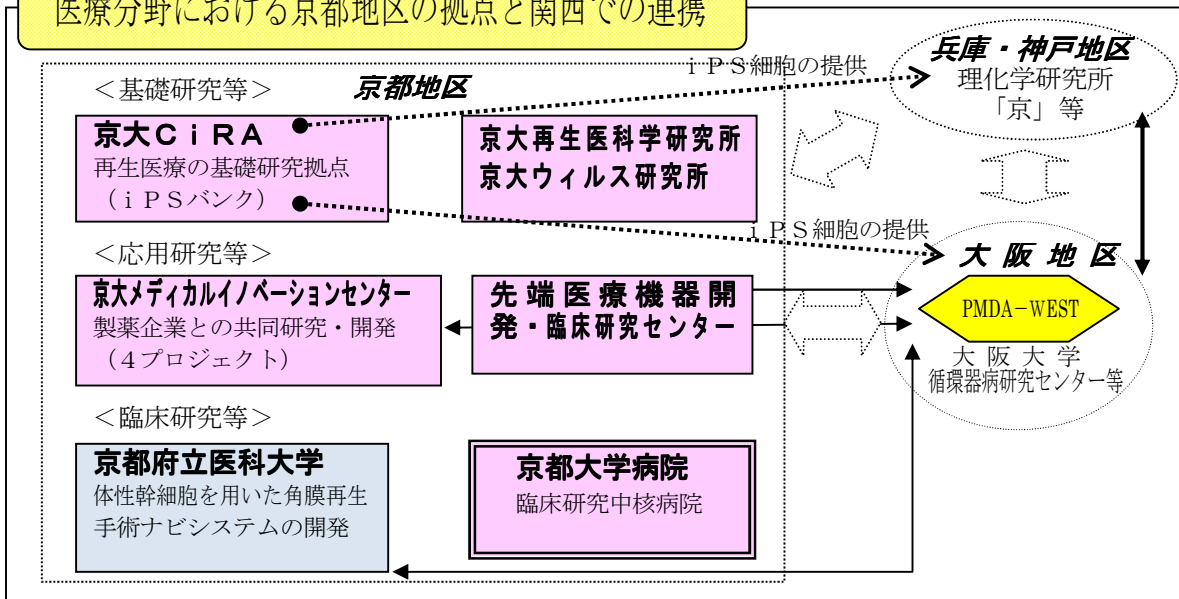 医療分野における京都地区の拠点と関西での連携
京都地区
<基礎研究等>
京大CiRA
再生医療の基礎研究拠点
(iPSバンク)
京大再生医科学研究所
京大ウィルス研究所
iPS細胞の提供
兵庫・神戸地区
理化学研究所
「京」等
iPS細胞の提供
<応用研究等>
京大メディカルイノベーションセンター
製薬企業との共同研究・開発
(4プロジェクト)
先端医療機器開
発・臨床研究センター
大阪地区
PMDA-WEST
大阪大学
循環器病研究センター等
<臨床研究等>
京都府立医科大学
体性幹細胞を用いた角膜再生
手術ナビシステムの開発
京都大学病院
臨床研究中核病院